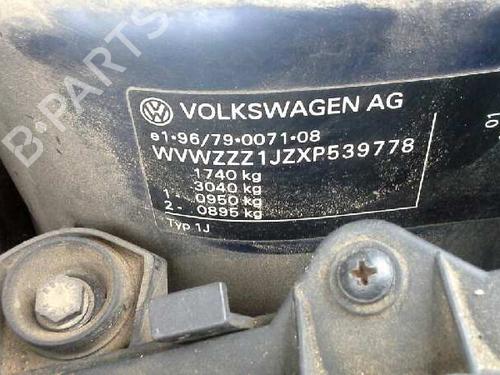 VOLKSWAGEN AG
e1*96/79*0071*08
WVWZZZ1JZXP539778
1740 kg
3040 kg
1- 0950 kg
2- 0895 kg
Typ 1J
B-PARTS